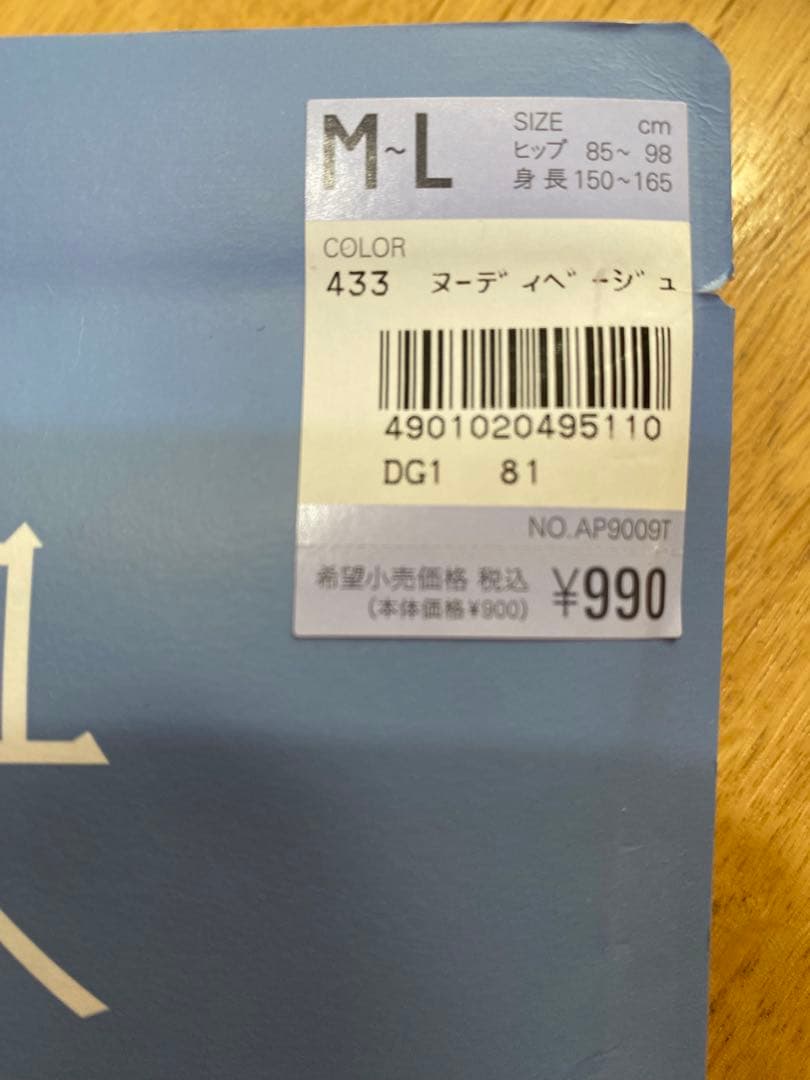 M~L
SIZE cm
ヒップ 85~ 98
身長 150~165
COLOR
433 ヌーディベージュ
4901020495110
DG1 81
NO.AP9009T
希望小売価格 税込 ¥990
(本体価格¥900)